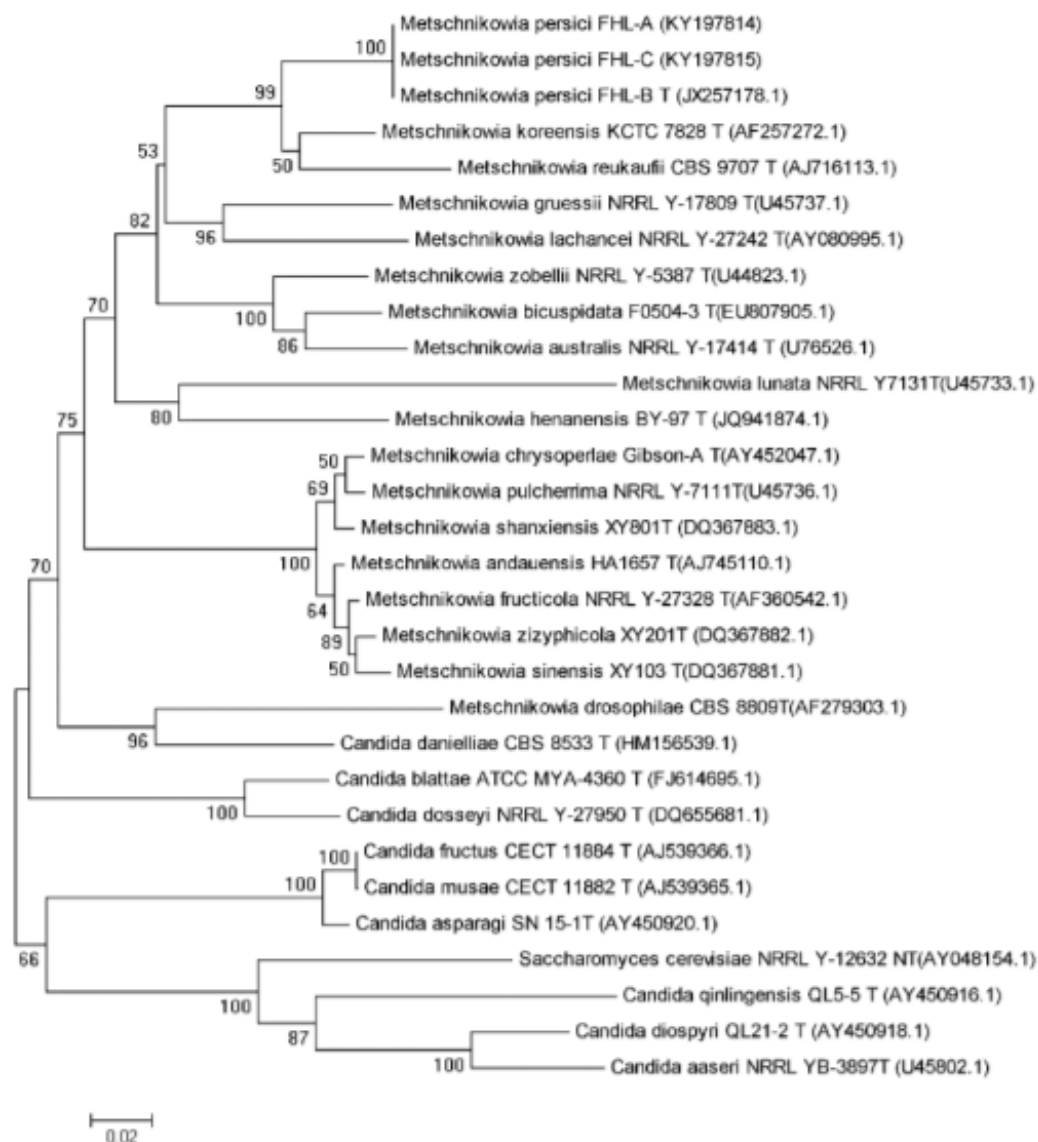 Metschnikowia persici FHL-A (KY197814)
100
Metschnikowia persici FHL-C (KY197815)
99
Metschnikowia persici FHL-B T (JX257178.1)
Metschnikowia koreensis KCTC 7828 T (AF257272.1)
53
50
Metschnikowia reukaufii CBS 9707 T (AJ716113.1)
Metschnikowia gruessii NRRL Y-17809 T(U45737.1)
82
96
Metschnikowia lachancei NRRL Y-27242 T(AY080995.1)
Metschnikowia zobellii NRRL Y-5387 T(U44823.1)
70
100
Metschnikowia bicuspidata F0504-3 T(EU807905.1)
86
Metschnikowia australis NRRL Y-17414 T (U76526.1)
Metschnikowia lunata NRRL Y7131T(U45733.1)
75
80
Metschnikowia henanensis BY-97 T (JQ941874.1)
50
Metschnikowia chrysoperlae Gibson-A T(AY452047.1)
69
Metschnikowia pulcherrima NRRL Y-7111T(U45736.1)
Metschnikowia shanxiensis XY801T (DQ367883.1)
70
100
Metschnikowia andauensis HA1657 T(AJ745110.1)
64
Metschnikowia fructicola NRRL Y-27328 T(AF360542.1)
89
Metschnikowia zizyphicola XY201T (DQ367882.1)
50
Metschnikowia sinensis XY103 T(DQ367881.1)
Metschnikowia drosophilae CBS 8809T(AF279303.1)
96
Candida danielliae CBS 8533 T (HM156539.1)
Candida blattae ATCC MYA-4360 T (FJ614695.1)
100
Candida dosseyi NRRL Y-27950 T (DQ655681.1)
100
Candida fructus CECT 11884 T (AJ539366.1)
100
Candida musae CECT 11882 T (AJ539365.1)
Candida asparagi SN 15-1T (AY450920.1)
66
Saccharomyces cerevisiae NRRL Y-12632 NT(AY048154.1)
100
Candida qinlingensis QL5-5 T (AY450916.1)
87
Candida diospyri QL21-2 T (AY450918.1)
100
Candida aaseri NRRL YB-3897T (U45802.1)
0.02